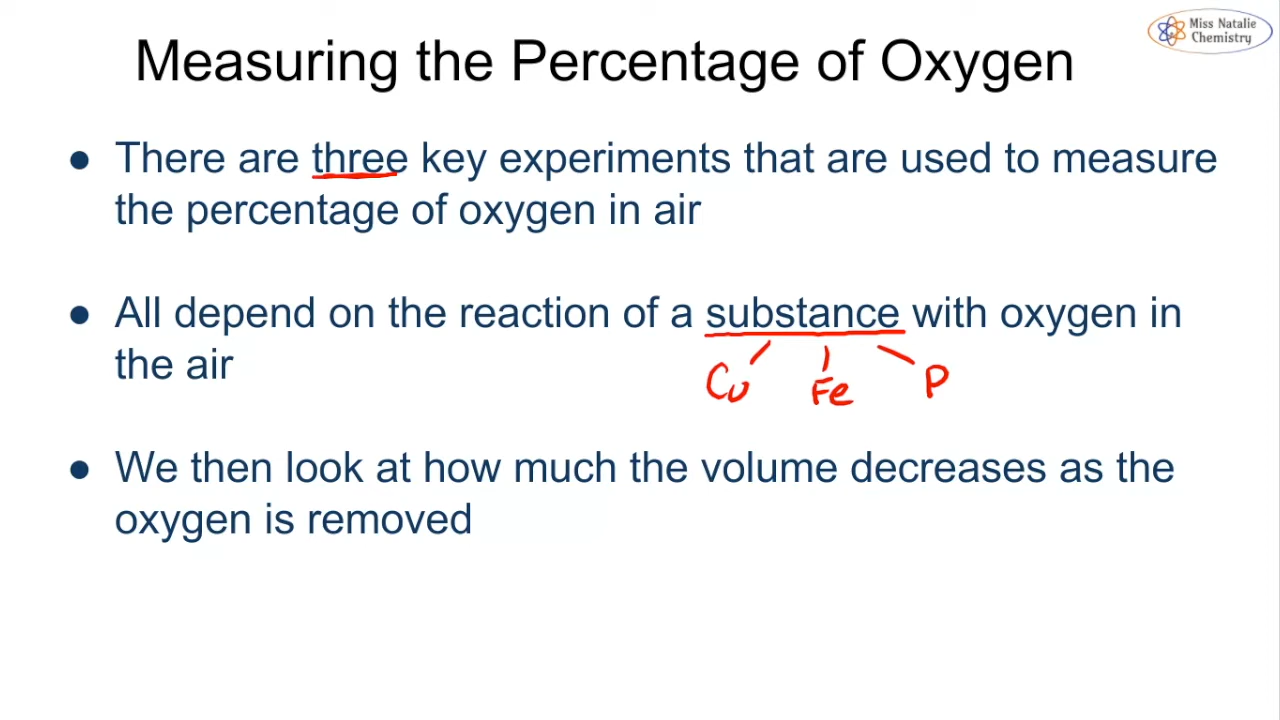 Miss Natalie
Chemistry
Measuring the Percentage of Oxygen
● There are three key experiments that are used to measure
the percentage of oxygen in air
● All depend on the reaction of a substance with oxygen in
the air
Cu Fe P
● We then look at how much the volume decreases as the
oxygen is removed